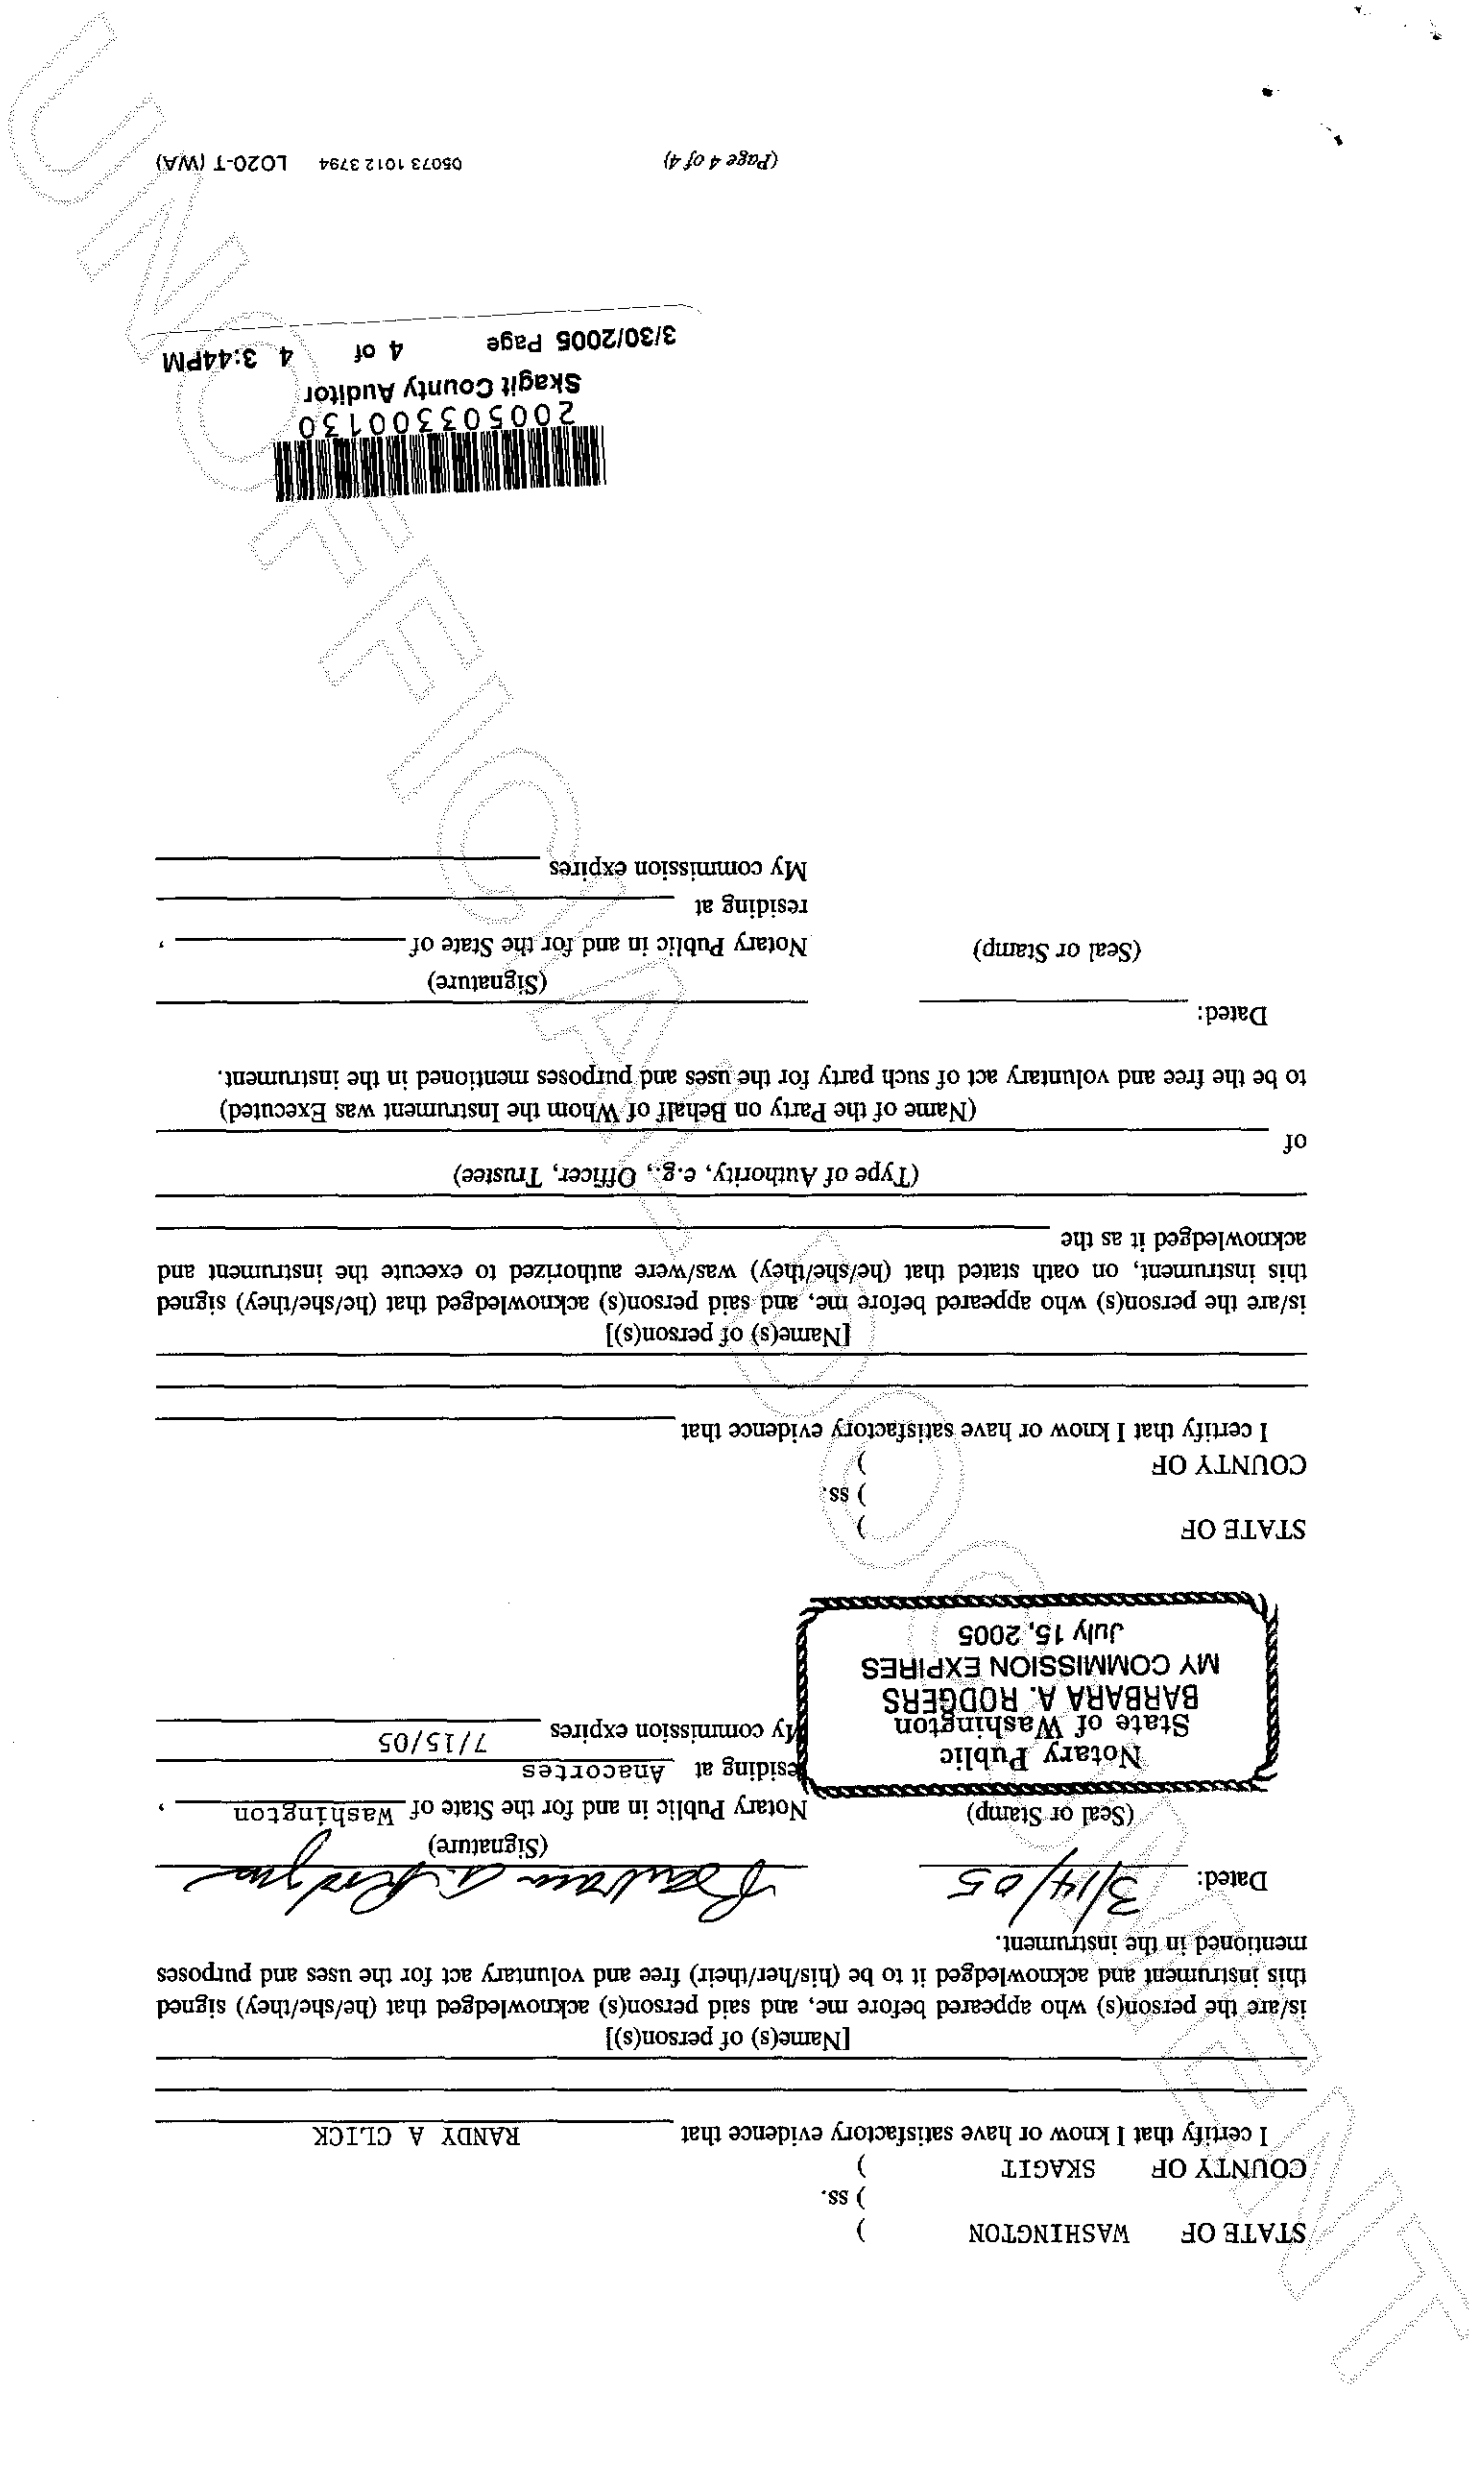 STATE OF WASHINGTON )
) ss.
COUNTY OF SKAGIT )
I certify that I know or have satisfactory evidence that RANDY A CLICK
[Name(s) of person(s)]
is/are the person(s) who appeared before me, and said person(s) acknowledged that (he/she/they) signed
this instrument and acknowledged it to be (his/her/their) free and voluntary act for the uses and purposes
mentioned in the instrument.
Dated: 3/14/05 Barbara A. Rodgers
(Signature)
(Seal or Stamp) Notary Public in and for the State of Washington,
residing at Anacortes
My commission expires 7/15/05
Notary Public
State of Washington
BARBARA A. RODGERS
MY COMMISSION EXPIRES
July 15, 2005
STATE OF )
) ss.
COUNTY OF )
I certify that I know or have satisfactory evidence that
[Name(s) of person(s)]
is/are the person(s) who appeared before me, and said person(s) acknowledged that (he/she/they) signed
this instrument, on oath stated that (he/she/they) was/were authorized to execute the instrument and
acknowledged it as the
(Type of Authority, e.g., Officer, Trustee)
of
(Name of the Party on Behalf of Whom the Instrument was Executed)
to be the free and voluntary act of such party for the uses and purposes mentioned in the instrument.
Dated:
(Signature)
(Seal or Stamp) Notary Public in and for the State of ,
residing at
My commission expires
200503300130
Skagit County Auditor
3/30/2005 Page 4 of 4 3:44PM
(Page 4 of 4) 05073 1012 3794 LO20-T (WA)
UNOFFICIAL DOCUMENT